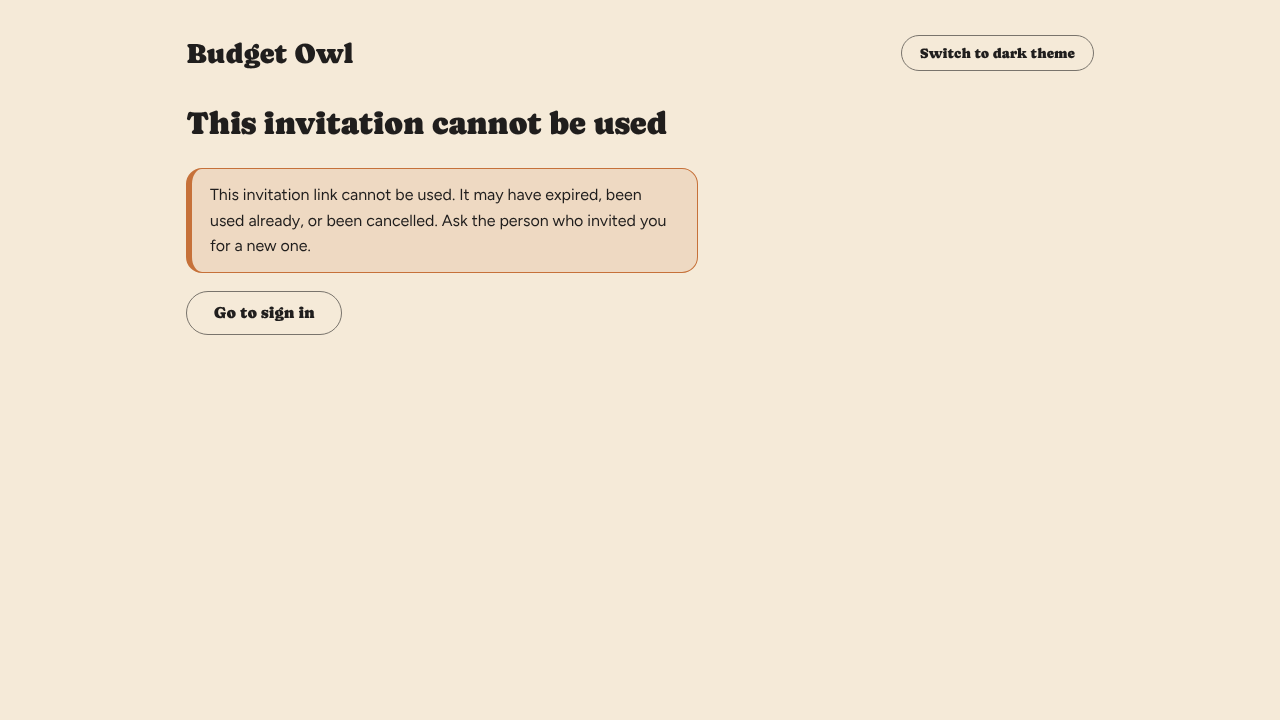 Budget Owl
Switch to dark theme
This invitation cannot be used
This invitation link cannot be used. It may have expired, been
used already, or been cancelled. Ask the person who invited you
for a new one.
Go to sign in